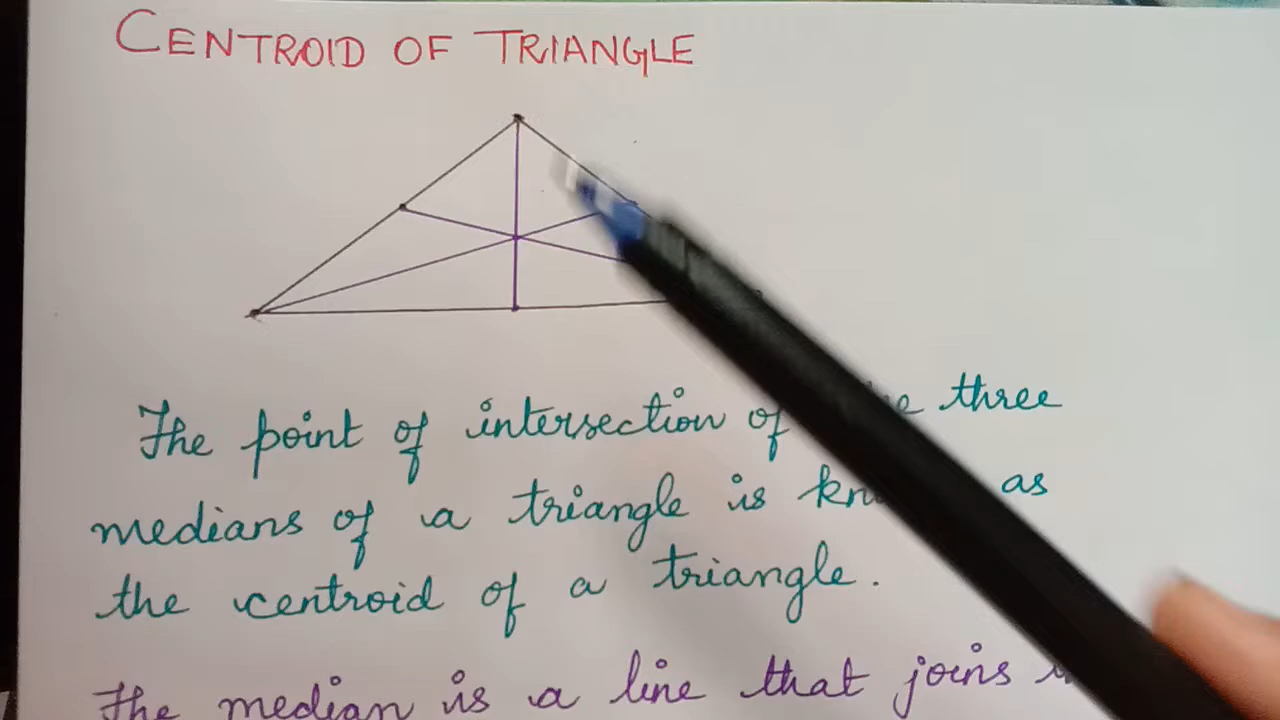 CENTROID OF TRIANGLE
The point of intersection of three
medians of a triangle is as
the centroid of a triangle.
The median is a line that joins